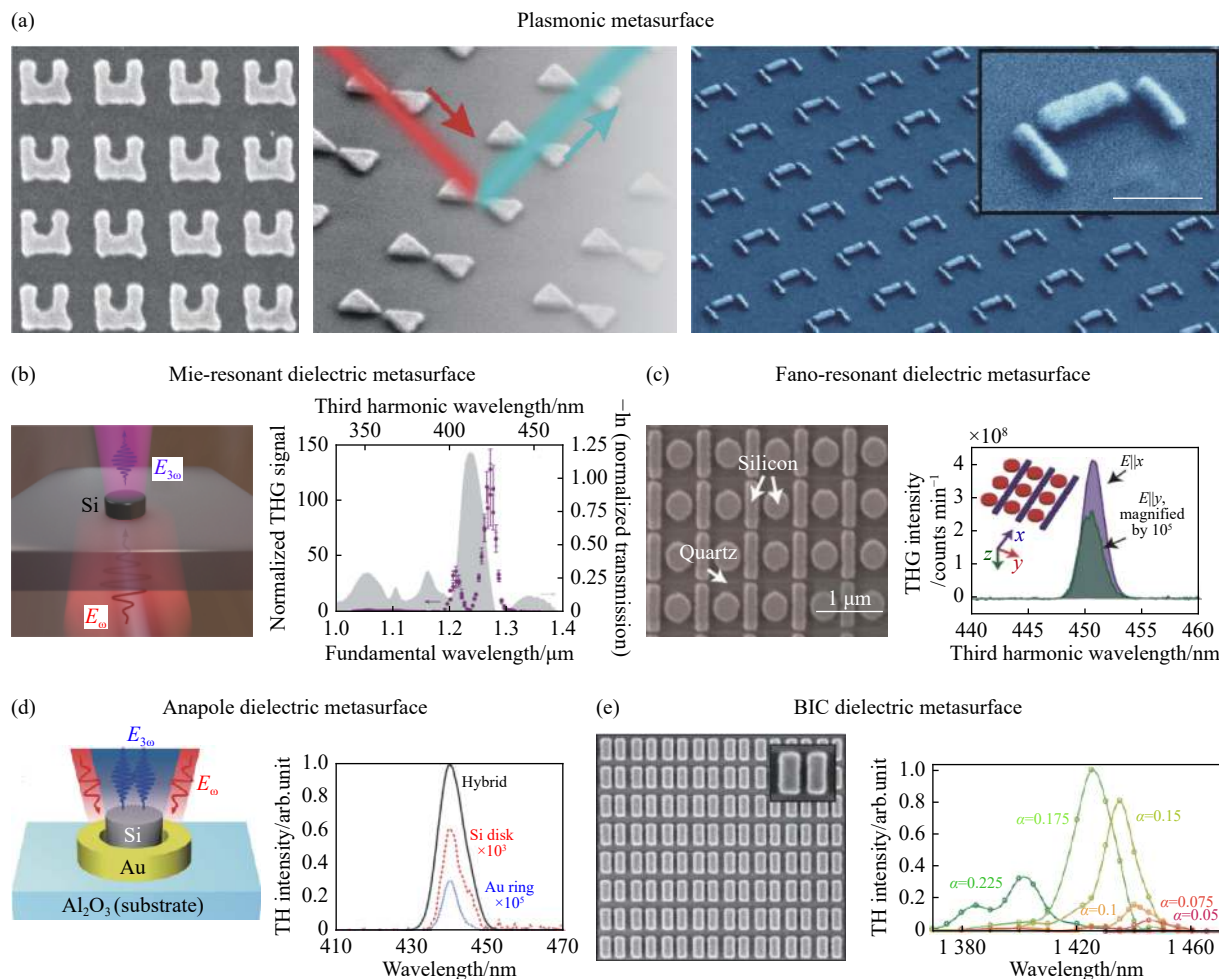 (a)
Plasmonic metasurface
(b)
Mie-resonant dielectric metasurface
E3ω
Si
Eω
Third harmonic wavelength/nm
350
400
450
Normalized THG signal
150
100
50
0
−ln (normalized transmission)
1.25
1.00
0.75
0.50
0.25
0
1.0
1.1
1.2
1.3
1.4
Fundamental wavelength/μm
(c)
Fano-resonant dielectric metasurface
Silicon
Quartz
1 μm
×10⁸
THG intensity
/counts min⁻¹
4
3
2
1
0
E||x
E||y,
magnified
by 10⁵
x
z
y
440
445
450
455
460
Third harmonic wavelength/nm
(d)
Anapole dielectric metasurface
E3ω
Eω
Si
Au
Al₂O₃ (substrate)
TH intensity/arb.unit
1.0
0.8
0.6
0.4
0.2
0
Hybrid
Si disk
×10³
Au ring
×10⁵
410
430
450
470
Wavelength/nm
(e)
BIC dielectric metasurface
TH intensity/arb.unit
1.0
0.8
0.6
0.4
0.2
0
α=0.175
α=0.15
α=0.225
α=0.1
α=0.075
α=0.05
1 380
1 420
1 460
Wavelength/nm